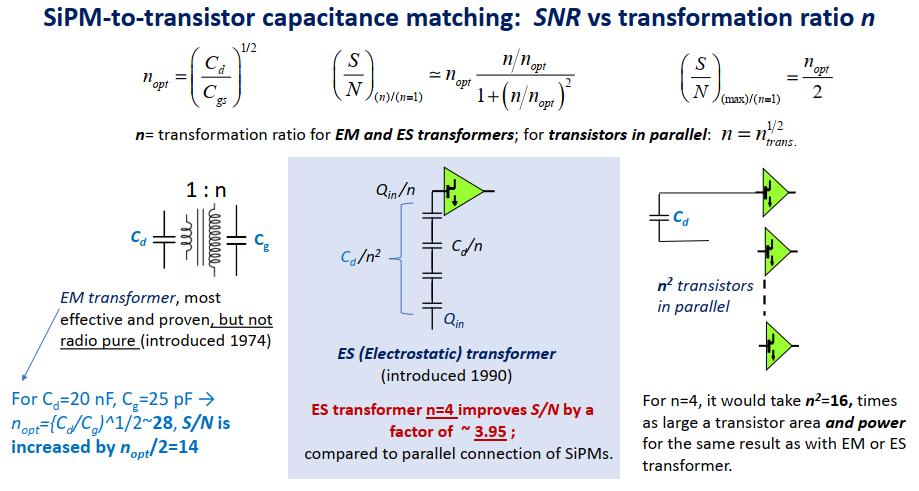 SiPM-to-transistor capacitance matching: SNR vs transformation ratio n
n_opt = (C_d / C_gs)^1/2
(S/N)_(n)/(n=1) ≃ n_opt (n/n_opt) / (1+(n/n_opt)^2)
(S/N)_(max)/(n=1) = n_opt / 2
n= transformation ratio for EM and ES transformers; for transistors in parallel: n = n_trans.^1/2
1 : n
C_d
C_g
EM transformer, most
effective and proven, but not
radio pure (introduced 1974)
For C_d=20 nF, C_g=25 pF →
n_opt={C_d/C_g)^1/2~28, S/N is
increased by n_opt/2=14
Q_in/n
C_d/n
C_d/n²
Q_in
ES (Electrostatic) transformer
(introduced 1990)
ES transformer n=4 improves S/N by a
factor of ~ 3.95 ;
compared to parallel connection of SiPMs.
C_d
n² transistors
in parallel
For n=4, it would take n²=16, times
as large a transistor area and power
for the same result as with EM or ES
transformer.